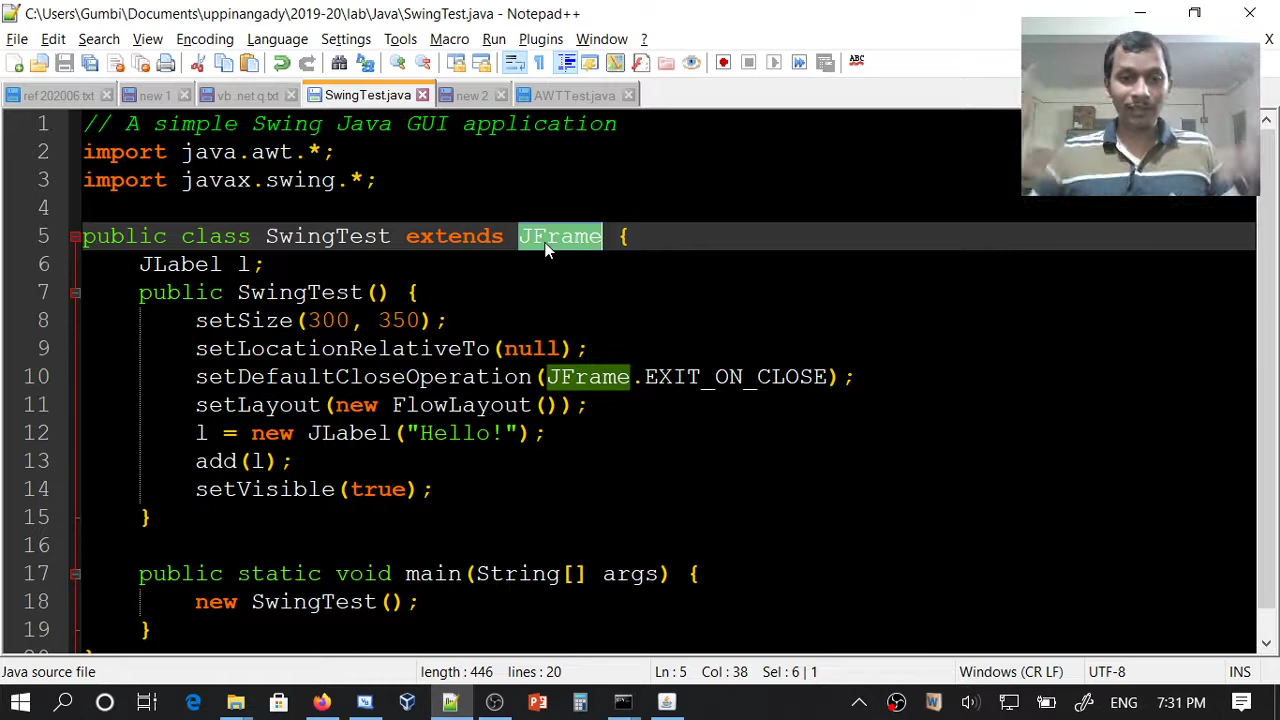 C:\Users\Gumbi\Documents\uppinangady\2019-20\lab\Java\SwingTest.java - Notepad++
File Edit Search View Encoding Language Settings Tools Macro Run Plugins Window ? X
ref 202006.txt new 1 vb .net q.txt SwingTest.java new 2 AWTTest.java
1 // A simple Swing Java GUI application
2 import java.awt.*;
3 import javax.swing.*;
4
5 public class SwingTest extends JFrame {
6 JLabel l;
7 public SwingTest() {
8 setSize(300, 350);
9 setLocationRelativeTo(null);
10 setDefaultCloseOperation(JFrame.EXIT_ON_CLOSE);
11 setLayout(new FlowLayout());
12 l = new JLabel("Hello!");
13 add(l);
14 setVisible(true);
15 }
16
17 public static void main(String[] args) {
18 new SwingTest();
19 }
Java source file length : 446 lines : 20 Ln : 5 Col : 38 Sel : 6 | 1 Windows (CR LF) UTF-8 INS
ENG 7:31 PM